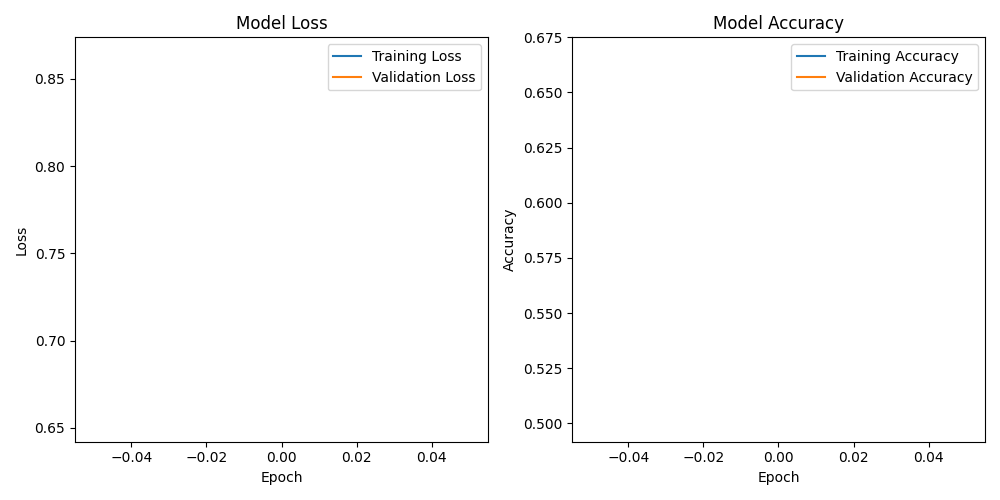 Model Loss
Training Loss
Validation Loss
0.85
0.80
0.75
0.70
0.65
Loss
−0.04 −0.02 0.00 0.02 0.04
Epoch
Model Accuracy
Training Accuracy
Validation Accuracy
0.675
0.650
0.625
0.600
0.575
0.550
0.525
0.500
Accuracy
−0.04 −0.02 0.00 0.02 0.04
Epoch